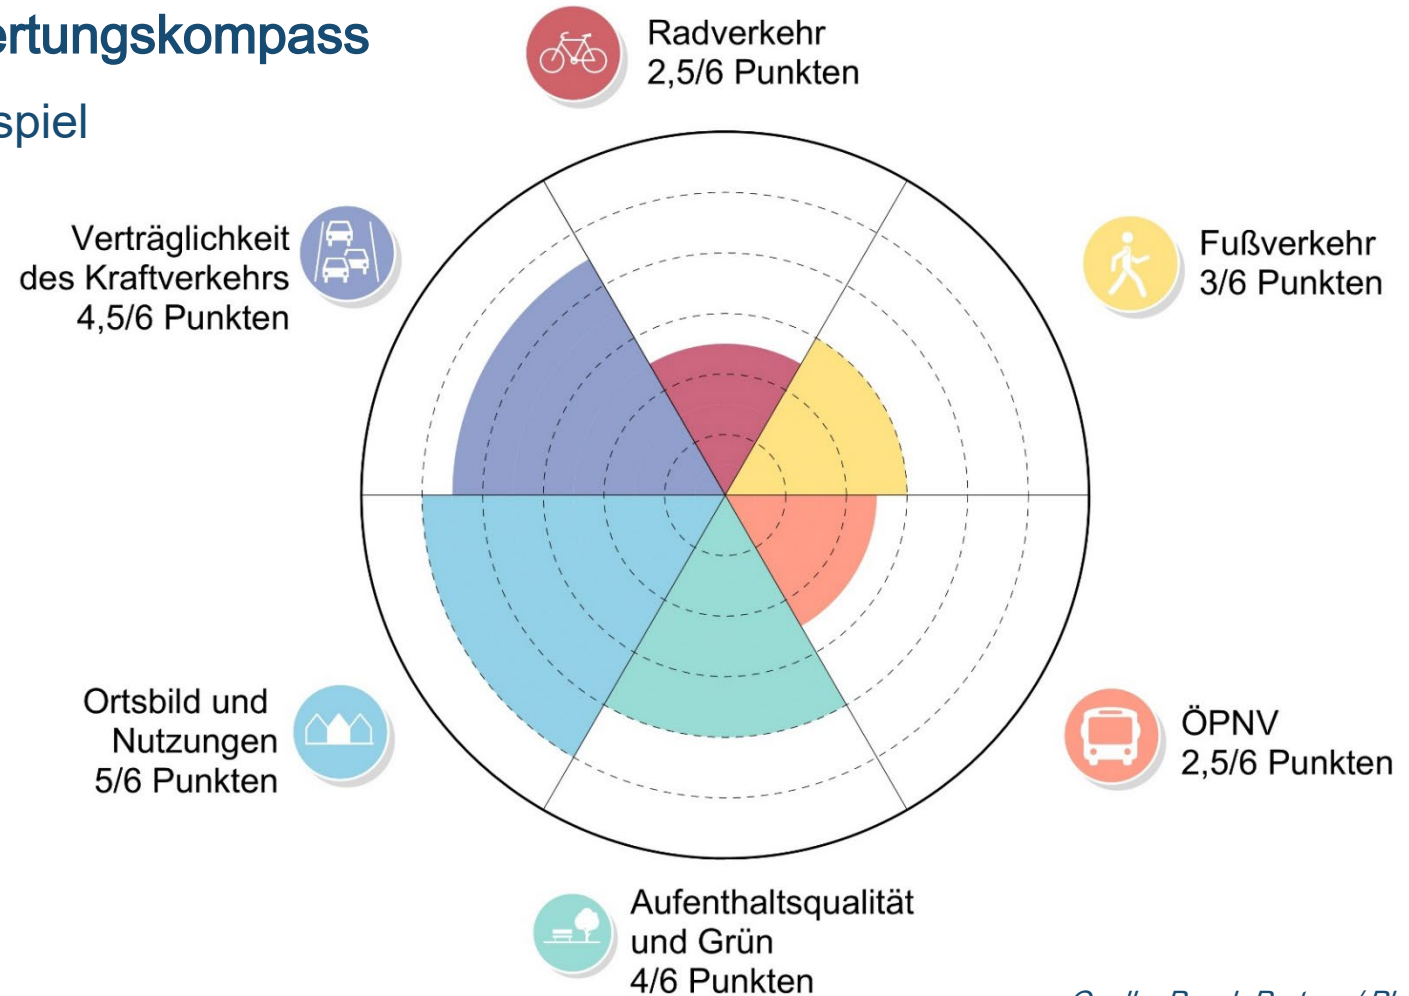 ertungskompass
spiel
Radverkehr
2,5/6 Punkten
Verträglichkeit
des Kraftverkehrs
4,5/6 Punkten
Fußverkehr
3/6 Punkten
Ortsbild und
Nutzungen
5/6 Punkten
ÖPNV
2,5/6 Punkten
Aufenthaltsqualität
und Grün
4/6 Punkten